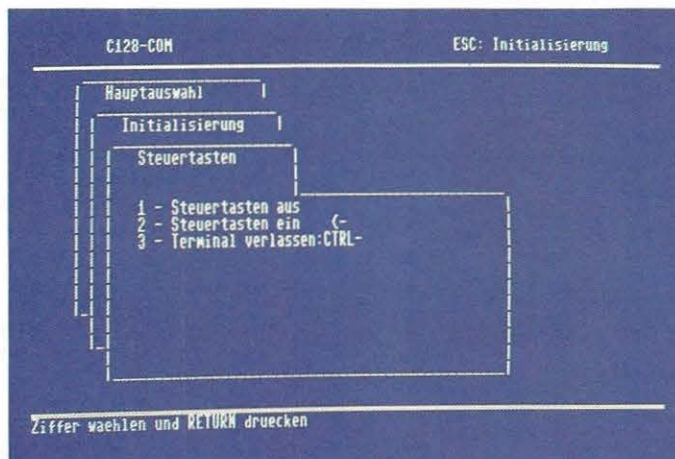 C128-COM ESC: Initialisierung
Hauptauswahl
Initialisierung
Steuertasten
1 - Steuertasten aus
2 - Steuertasten ein (-
3 - Terminal verlassen:CTRL-
Ziffer waehlen und RETURN druecken